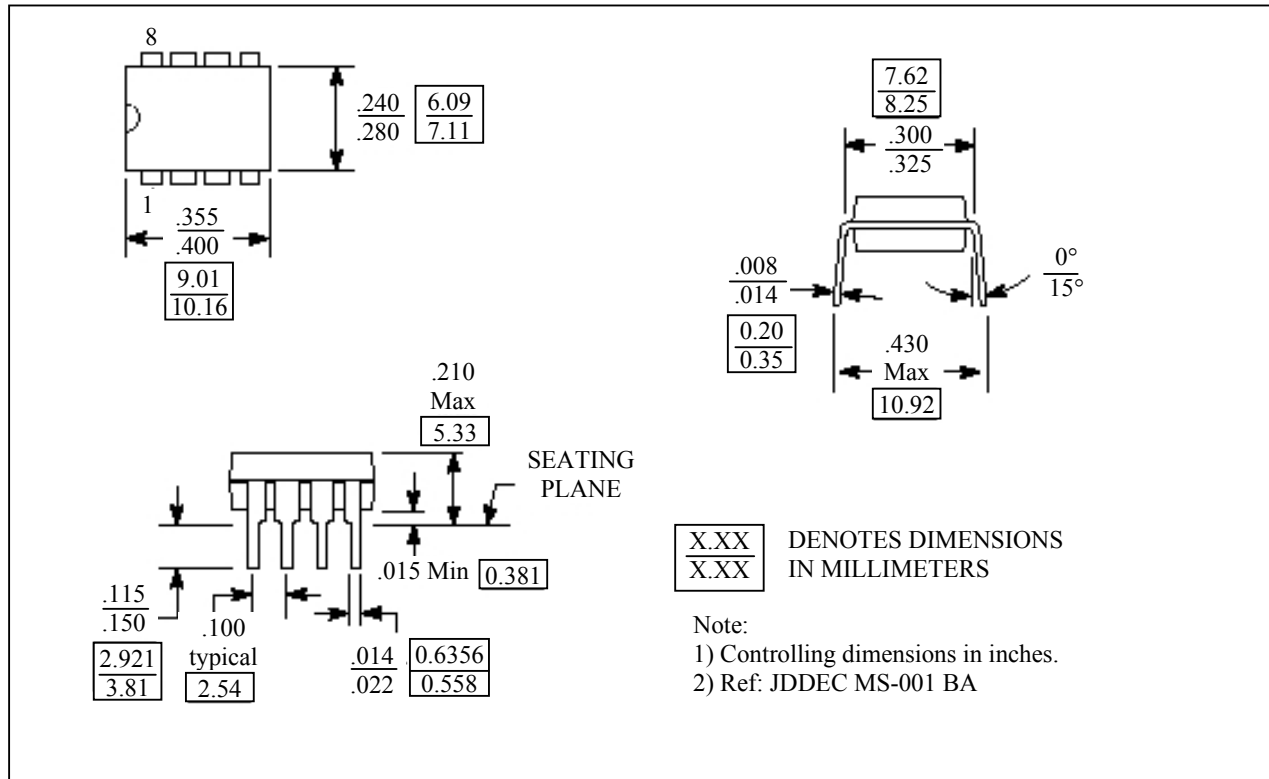 8
.240
.280
6.09
7.11
1
.355
.400
9.01
10.16
7.62
8.25
.300
.325
.008
.014
0.20
0.35
0°
15°
.430
Max
10.92
.210
Max
5.33
SEATING
PLANE
.015 Min
0.381
.115
.150
2.921
3.81
.100
typical
2.54
.014
.022
0.6356
0.558
X.XX
X.XX
DENOTES DIMENSIONS
IN MILLIMETERS
Note:
1) Controlling dimensions in inches.
2) Ref: JDDEC MS-001 BA